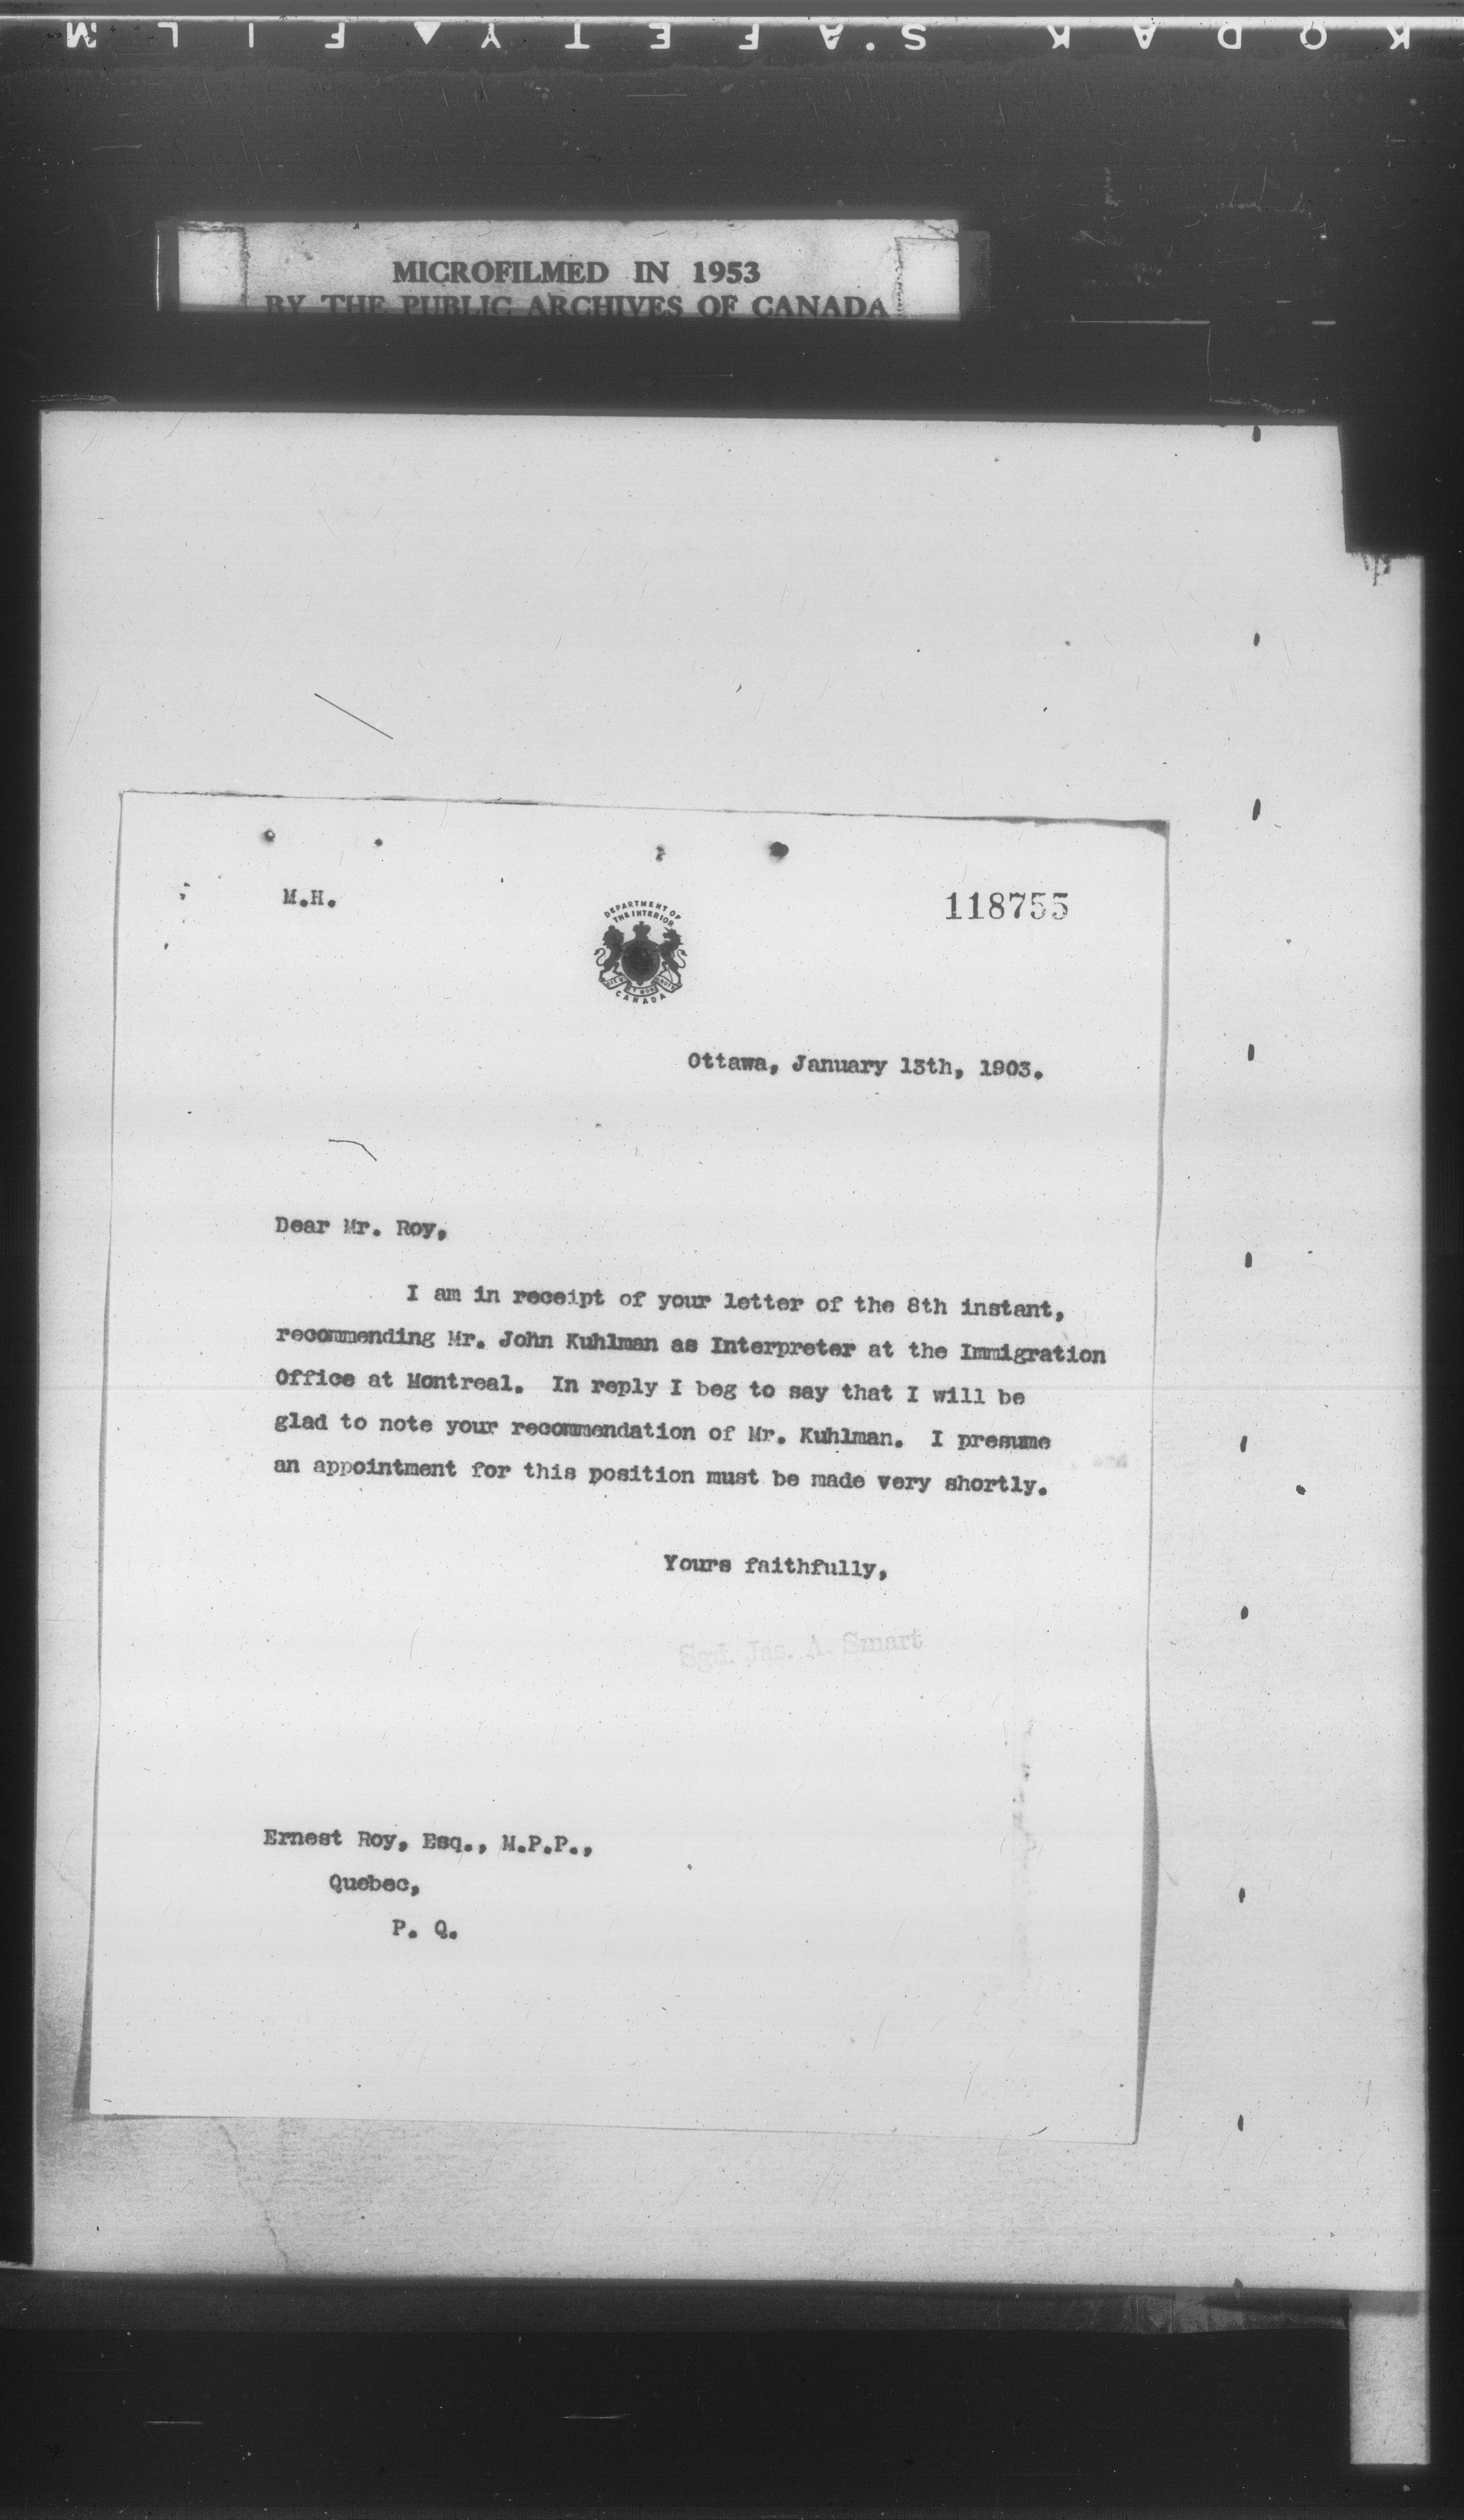 KODAK SAFETY FILM
MICROFILMED IN 1953
BY THE PUBLIC ARCHIVES OF CANADA
M.H.
118755
DEPARTMENT OF
THE INTERIOR
CANADA
Ottawa, January 13th, 1903.
Dear Mr. Roy,
I am in receipt of your letter of the 8th instant,
recommending Mr. John Kuhlman as Interpreter at the Immigration
Office at Montreal. In reply I beg to say that I will be
glad to note your recommendation of Mr. Kuhlman. I presume
an appointment for this position must be made very shortly.
Yours faithfully,
Sgd. Jas. A. Smart
Ernest Roy, Esq., M.P.P.,
Quebec,
P. Q.